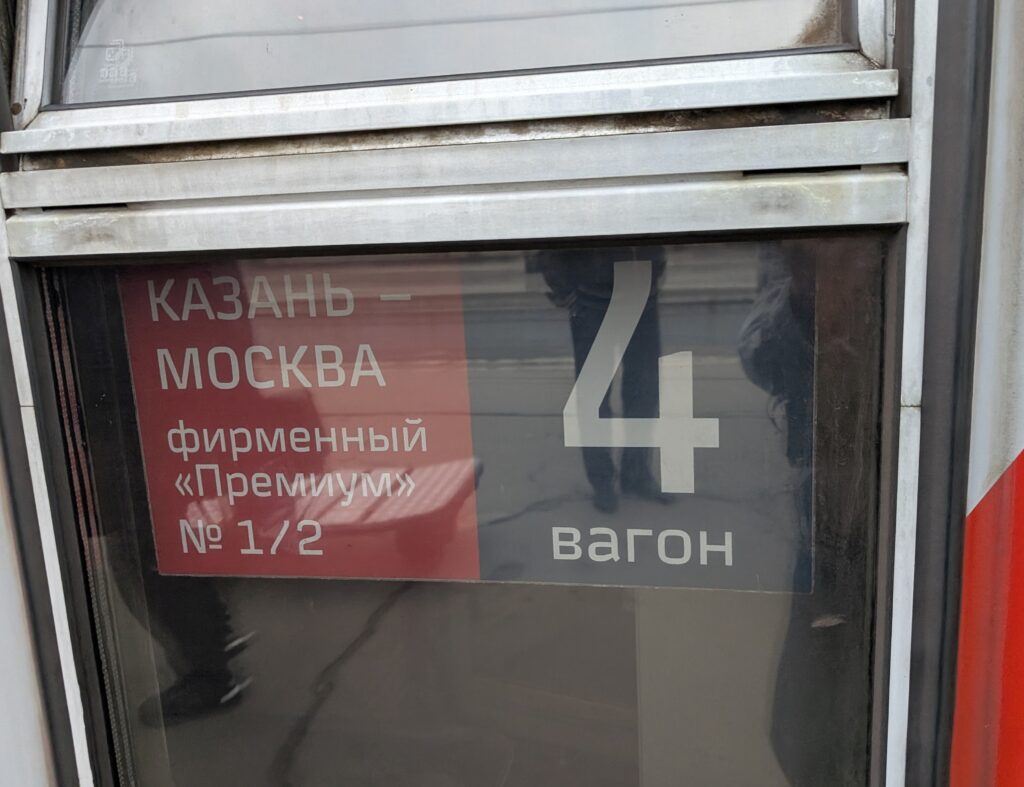 КАЗАНЬ –
МОСКВА
фирменный
«Премиум»
№ 1/2
4
вагон